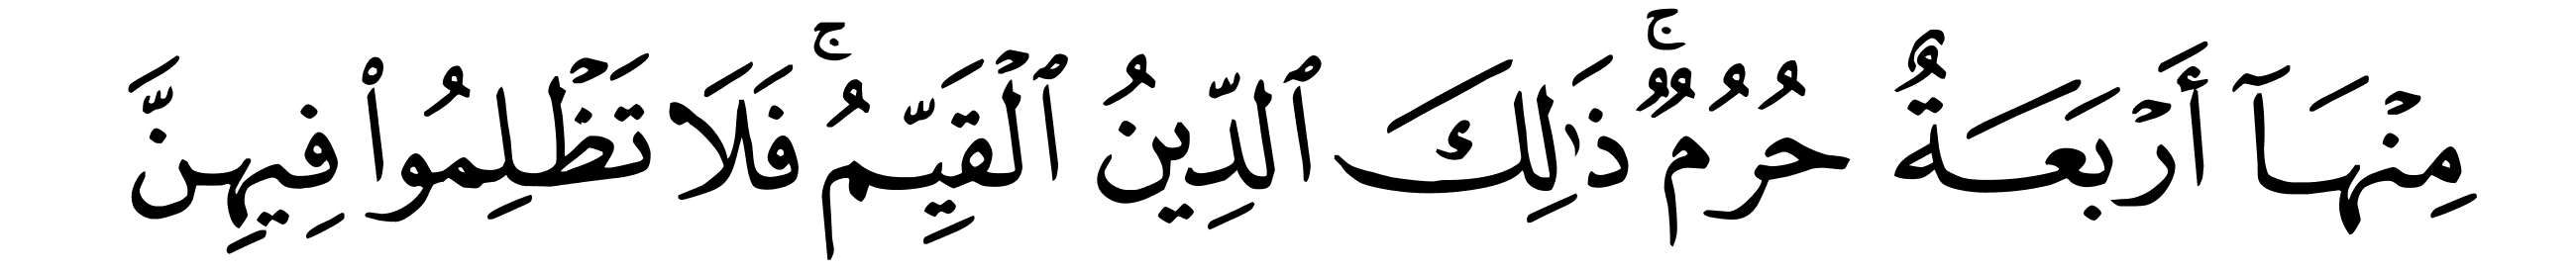 مِنْهَآ أَرْبَعَةٌ حُرُمٌۭ ۚ ذَٰلِكَ ٱلدِّينُ ٱلْقَيِّمُ ۚ فَلَا تَظْلِمُوا۟ فِيهِنَّ